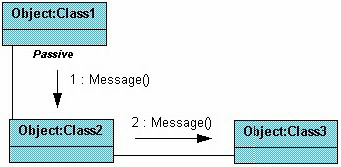 Object:Class1
Passive
1 : Message()
Object:Class2
2 : Message()
Object:Class3